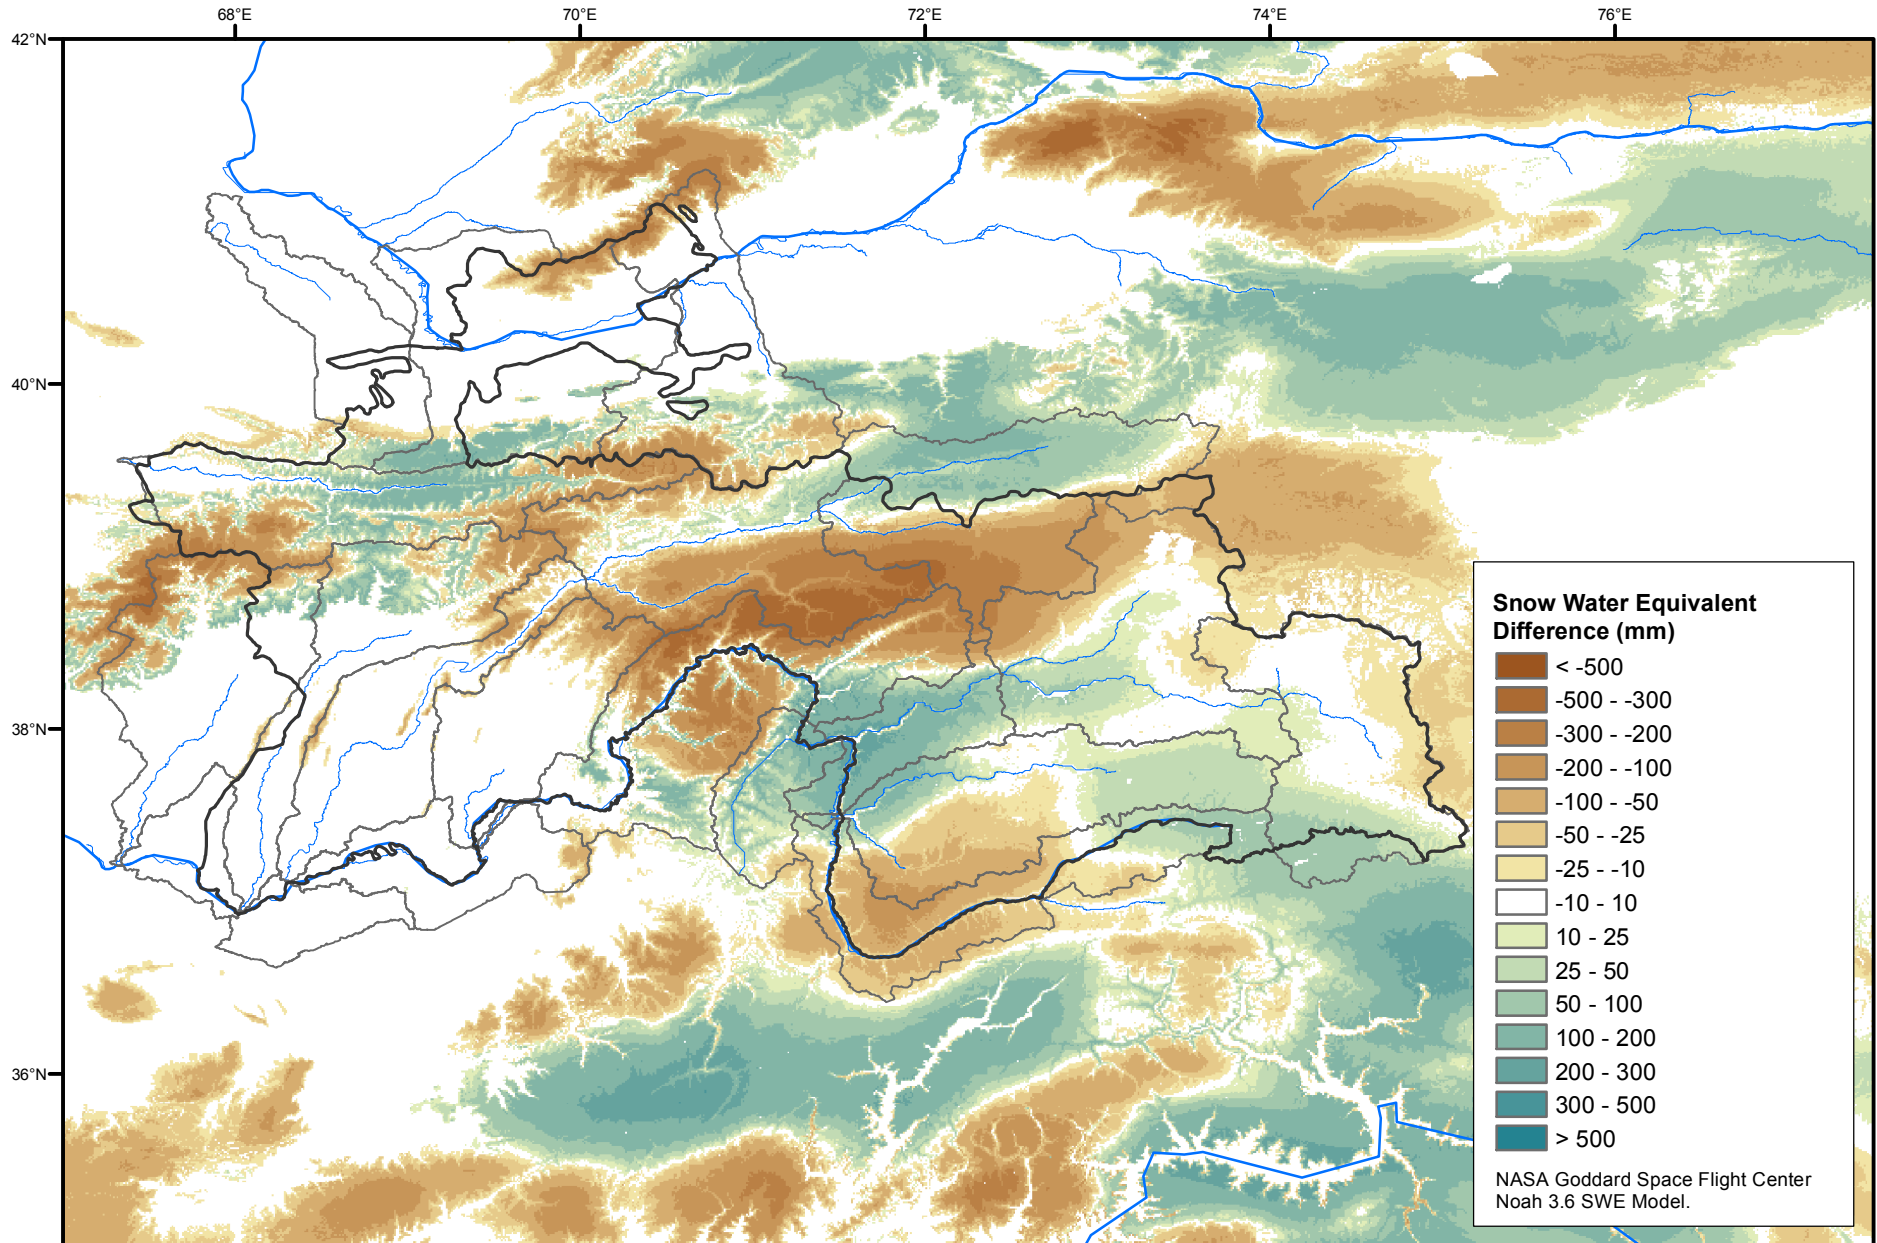 68°E 70°E 72°E 74°E 76°E
42°N
40°N
38°N
36°N
Snow Water Equivalent
Difference (mm)
< -500
-500 - -300
-300 - -200
-200 - -100
-100 - -50
-50 - -25
-25 - -10
-10 - 10
10 - 25
25 - 50
50 - 100
100 - 200
200 - 300
300 - 500
> 500
NASA Goddard Space Flight Center
Noah 3.6 SWE Model.